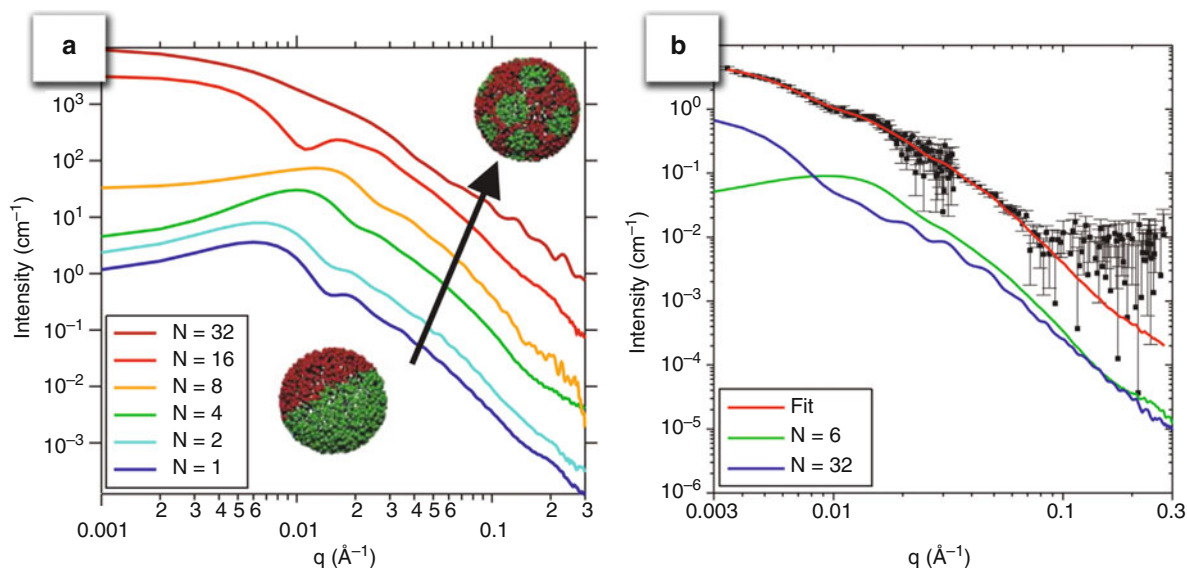 a
Intensity (cm⁻¹)
10³
10²
10¹
10⁰
10⁻¹
10⁻²
10⁻³
N = 32
N = 16
N = 8
N = 4
N = 2
N = 1
2 3 4 5 6 2 3 4 5 6 2 3
0.001 0.01 0.1
q (Å⁻¹)
b
Intensity (cm⁻¹)
10⁰
10⁻¹
10⁻²
10⁻³
10⁻⁴
10⁻⁵
10⁻⁶
Fit
N = 6
N = 32
0.003 0.01 0.1 0.3
q (Å⁻¹)